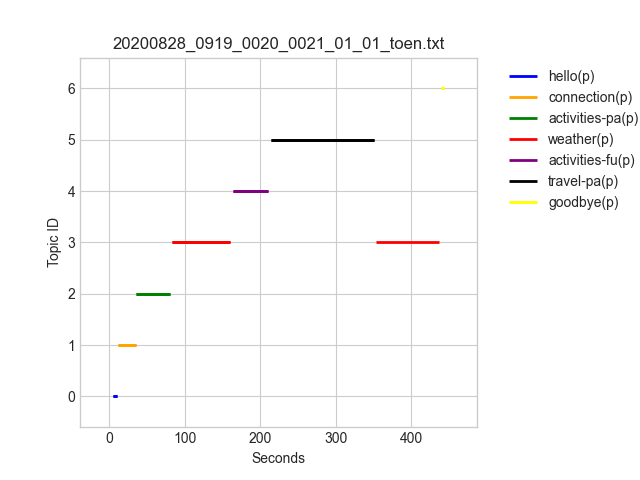 20200828_0919_0020_0021_01_01_toen.txt
hello(p)
connection(p)
activities-pa(p)
weather(p)
activities-fu(p)
travel-pa(p)
goodbye(p)
Topic ID
6
5
4
3
2
1
0
0 100 200 300 400
Seconds